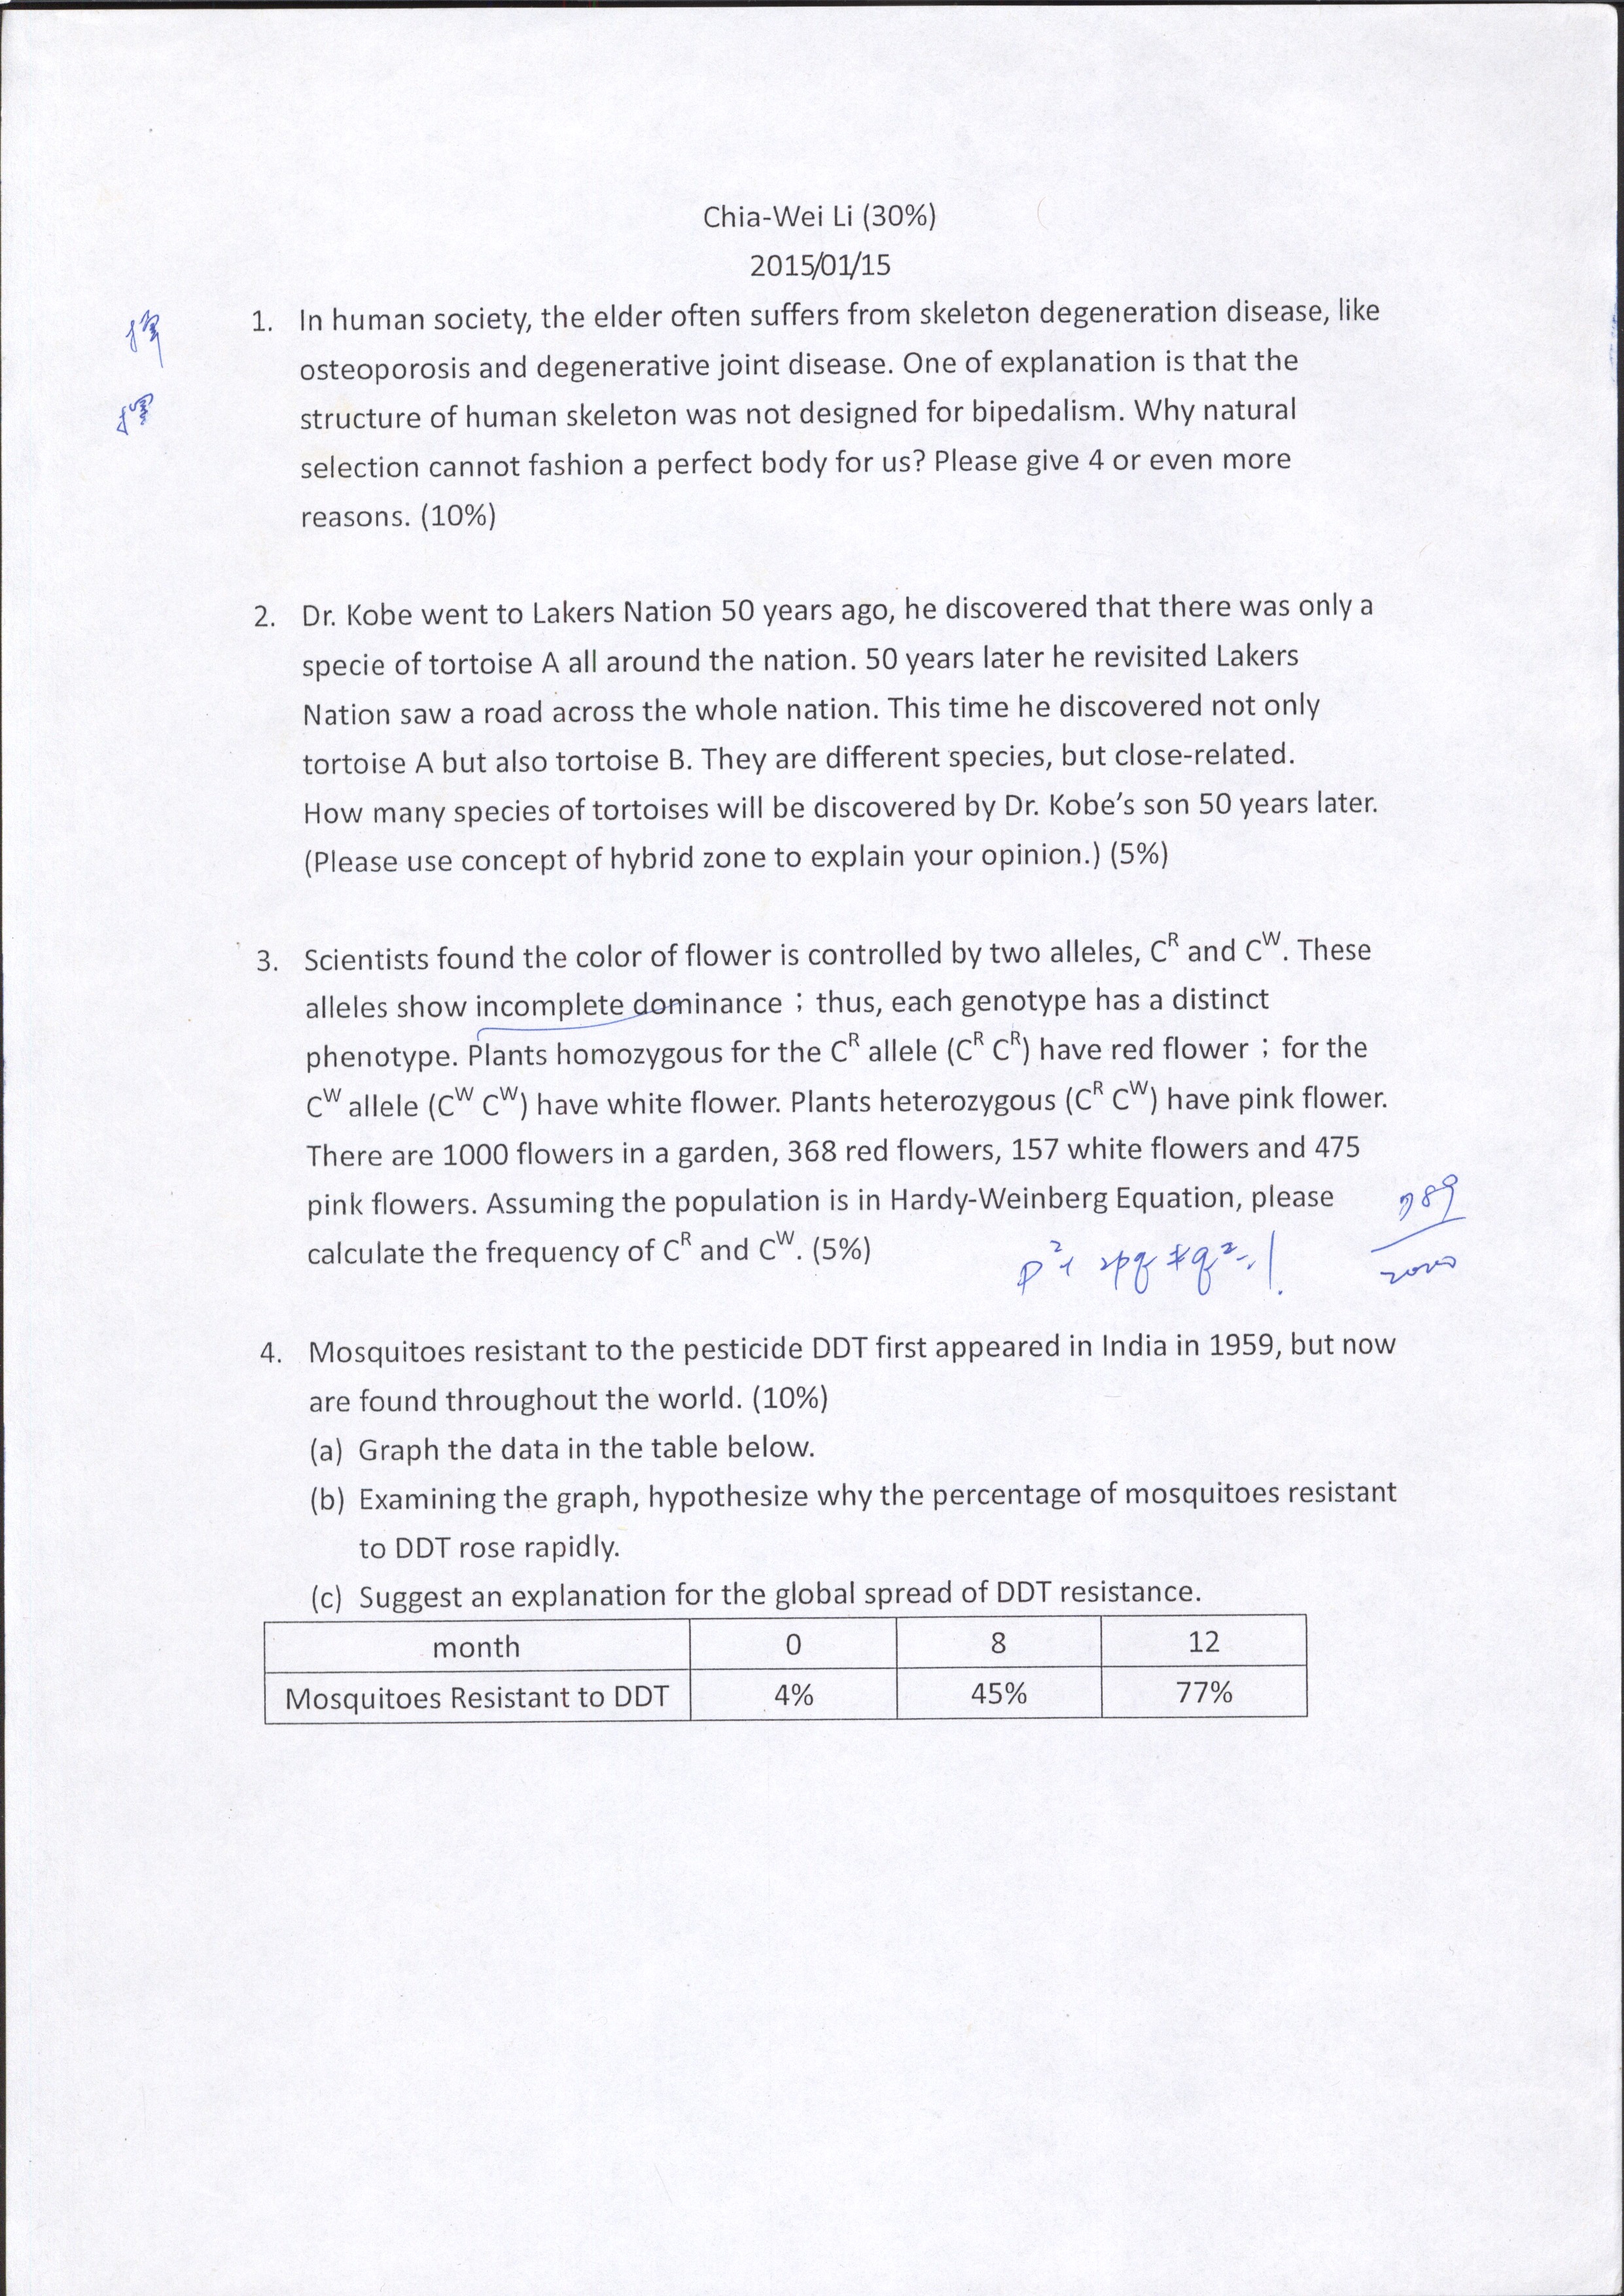 Chia-Wei Li (30%)
2015/01/15
1. In human society, the elder often suffers from skeleton degeneration disease, like
osteoporosis and degenerative joint disease. One of explanation is that the
structure of human skeleton was not designed for bipedalism. Why natural
selection cannot fashion a perfect body for us? Please give 4 or even more
reasons. (10%)
2. Dr. Kobe went to Lakers Nation 50 years ago, he discovered that there was only a
specie of tortoise A all around the nation. 50 years later he revisited Lakers
Nation saw a road across the whole nation. This time he discovered not only
tortoise A but also tortoise B. They are different species, but close-related.
How many species of tortoises will be discovered by Dr. Kobe’s son 50 years later.
(Please use concept of hybrid zone to explain your opinion.) (5%)
3. Scientists found the color of flower is controlled by two alleles, C^R and C^W. These
alleles show incomplete dominance；thus, each genotype has a distinct
phenotype. Plants homozygous for the C^R allele (C^R C^R) have red flower；for the
C^W allele (C^W C^W) have white flower. Plants heterozygous (C^R C^W) have pink flower.
There are 1000 flowers in a garden, 368 red flowers, 157 white flowers and 475
pink flowers. Assuming the population is in Hardy-Weinberg Equation, please
calculate the frequency of C^R and C^W. (5%)
789
2000
4. Mosquitoes resistant to the pesticide DDT first appeared in India in 1959, but now
are found throughout the world. (10%)
(a) Graph the data in the table below.
(b) Examining the graph, hypothesize why the percentage of mosquitoes resistant
to DDT rose rapidly.
(c) Suggest an explanation for the global spread of DDT resistance.
month 0 8 12
Mosquitoes Resistant to DDT 4% 45% 77%